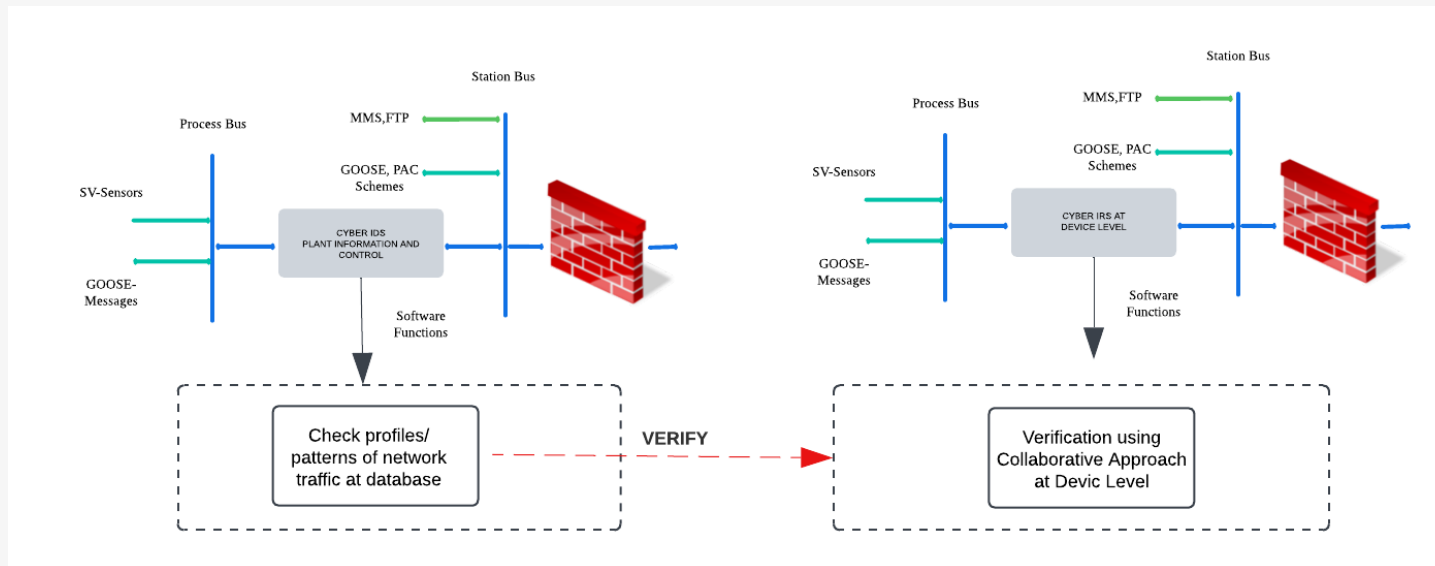 Station Bus
Process Bus
MMS,FTP
GOOSE, PAC
Schemes
SV-Sensors
CYBER IDS
PLANT INFORMATION AND
CONTROL
GOOSE-
Messages
Software
Functions
Check profiles/
patterns of network
traffic at database
VERIFY
Station Bus
Process Bus
MMS,FTP
GOOSE, PAC
Schemes
SV-Sensors
CYBER IRS AT
DEVICE LEVEL
GOOSE-
Messages
Software
Functions
Verification using
Collaborative Approach
at Devic Level